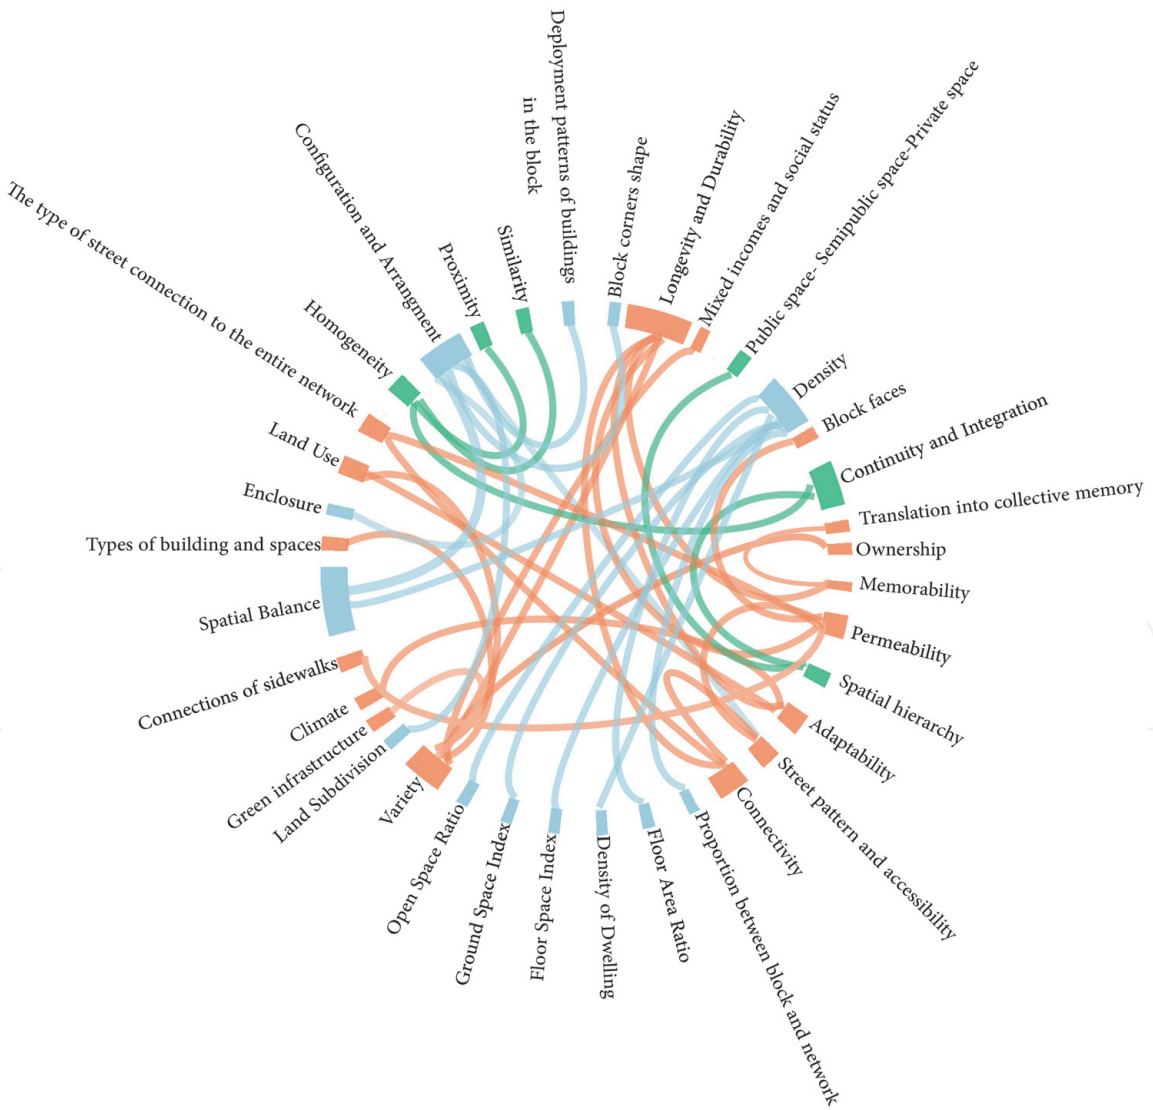 Deployment patterns of buildings
in the block
Block corners shape
Longevity and Durability
Mixed incomes and social status
Public space- Semipublic space-Private space
Density
Block faces
Continuity and Integration
Translation into collective memory
Ownership
Memorability
Permeability
Spatial hierarchy
Adaptability
Street pattern and accessibility
Connectivity
Proportion between block and network
Floor Area Ratio
Density of Dwelling
Floor Space Index
Ground Space Index
Open Space Ratio
Variety
Land Subdivision
Green infrastructure
Climate
Connections of sidewalks
Spatial Balance
Types of building and spaces
Enclosure
Land Use
The type of street connection to the entire network
Homogeneity
Configuration and Arrangment
Proximity
Similarity